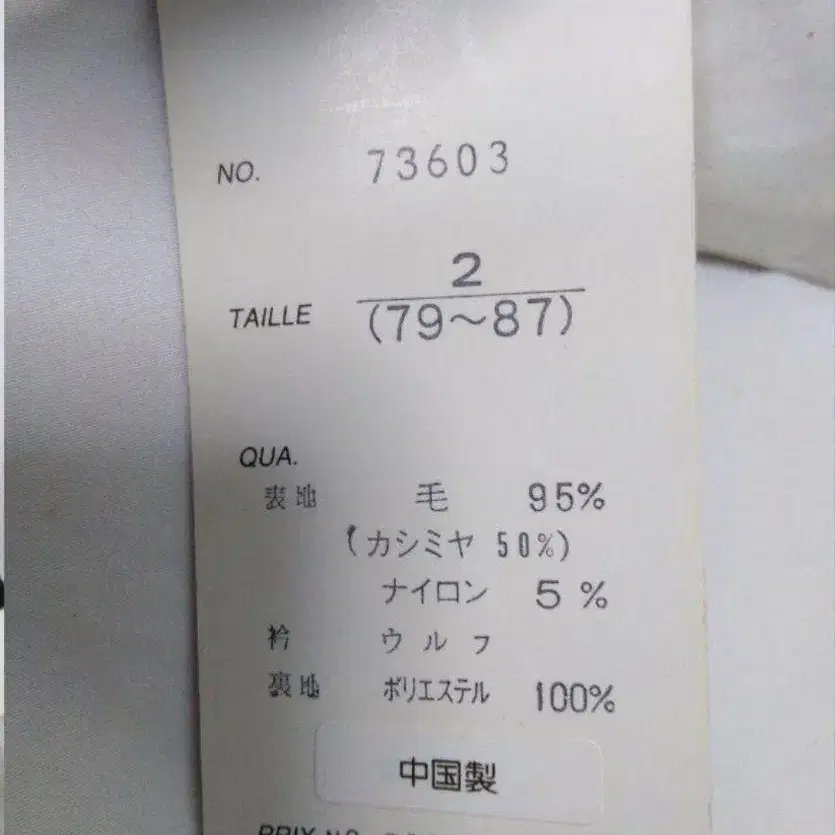 NO. 73603
2
TAILLE (79~87)
QUA.
表地 毛 95%
(カシミヤ 50%)
ナイロン 5%
衿 ウルフ
裏地 ポリエステル 100%
中国製